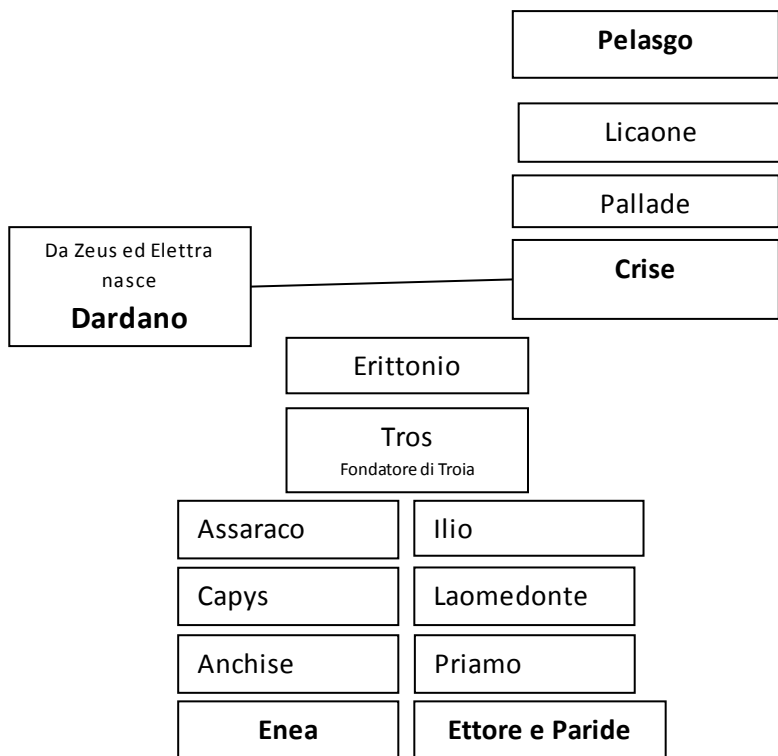 Pelasgo
Licaone
Pallade
Da Zeus ed Elettra
nasce
Dardano
Crise
Erittonio
Tros
Fondatore di Troia
Assaraco
Ilio
Capys
Laomedonte
Anchise
Priamo
Enea
Ettore e Paride